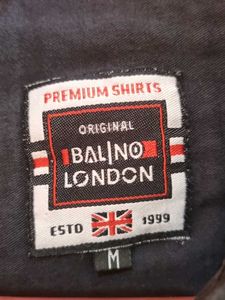 PREMIUM SHIRTS
ORIGINAL
BALINO
LONDON
ESTD 1999
M